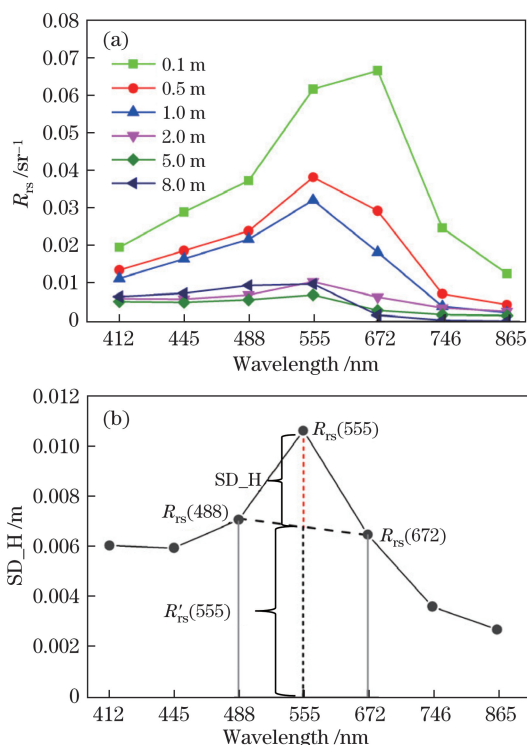 (a)
0.08
0.07
0.06
0.05
0.04
0.03
0.02
0.01
0
R_rs /sr⁻¹
0.1 m
0.5 m
1.0 m
2.0 m
5.0 m
8.0 m
412 445 488 555 672 746 865
Wavelength /nm
(b)
0.012
0.010
0.008
0.006
0.004
0.002
0
SD_H /m
R_rs(555)
SD_H
R_rs(488)
R_rs(672)
R′_rs(555)
412 445 488 555 672 746 865
Wavelength /nm